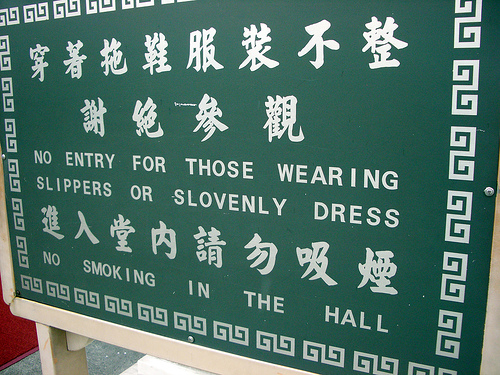 穿著拖鞋服裝不整
謝絕參觀
NO ENTRY FOR THOSE WEARING
SLIPPERS OR SLOVENLY DRESS
進入堂內請勿吸煙
NO SMOKING IN THE HALL